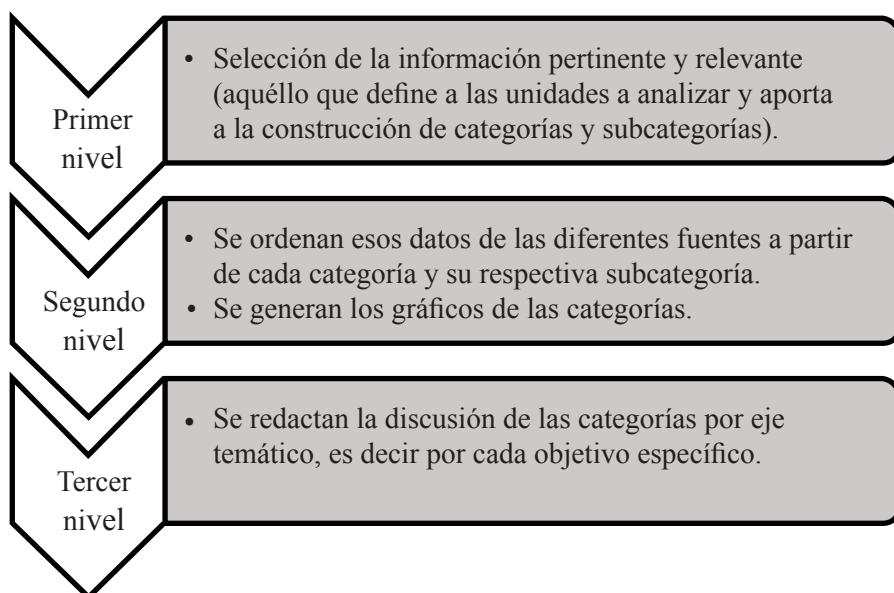 Primer
nivel
• Selección de la información pertinente y relevante
(aquéllo que define a las unidades a analizar y aporta
a la construcción de categorías y subcategorías).
Segundo
nivel
• Se ordenan esos datos de las diferentes fuentes a partir
de cada categoría y su respectiva subcategoría.
• Se generan los gráficos de las categorías.
Tercer
nivel
• Se redactan la discusión de las categorías por eje
temático, es decir por cada objetivo específico.